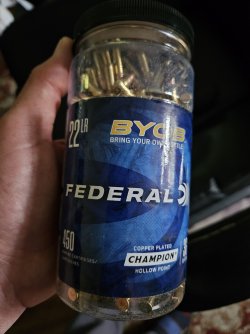 22LR
BYOB
BRING YOUR OWN BOTTLE
FEDERAL
450
COPPER PLATED
CHAMPION
HOLLOW POINT